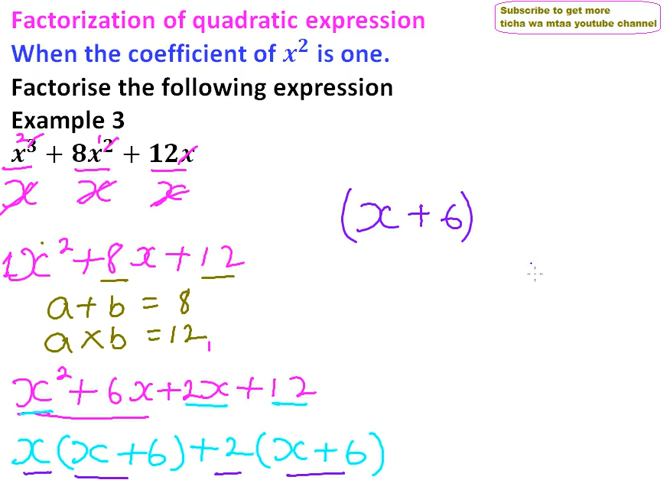 Factorization of quadratic expression
Subscribe to get more
ticha wa mtaa youtube channel
When the coefficient of x² is one.
Factorise the following expression
Example 3
x³ + 8x² + 12x
x x x
(x + 6)
1x² + 8x + 12
a + b = 8
a × b = 12,
x² + 6x + 2x + 12
x(x + 6) + 2(x + 6)